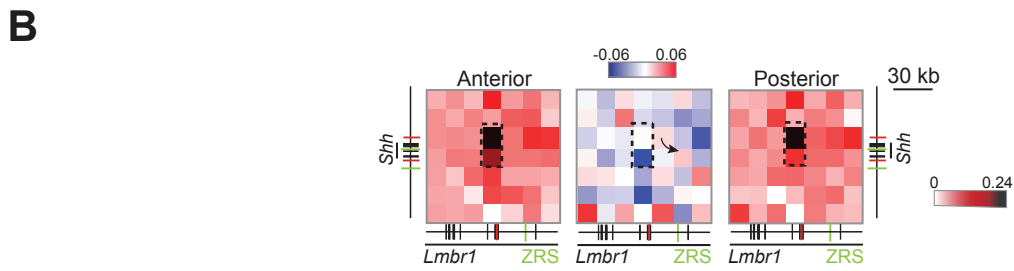 B
-0.06 0.06
Anterior
Posterior
30 kb
Shh
Shh
0 0.24
Lmbr1 ZRS
Lmbr1 ZRS
Lmbr1 ZRS